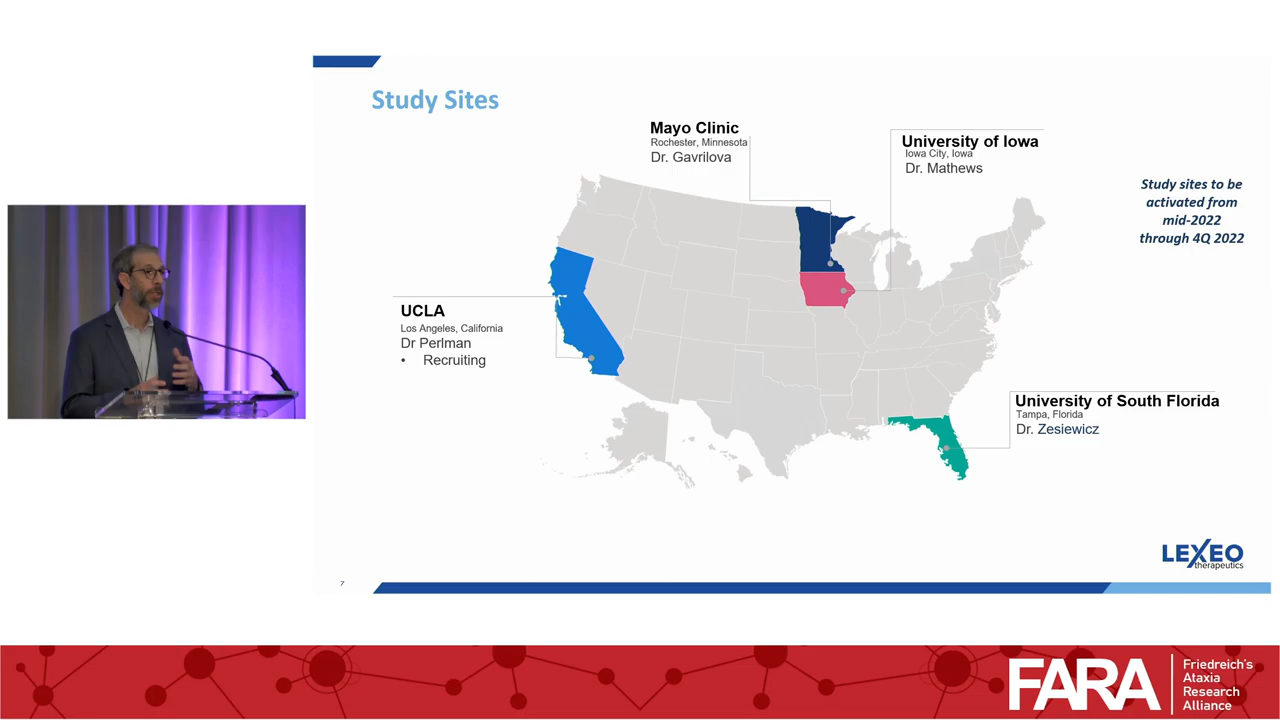 Study Sites
Mayo Clinic
Rochester, Minnesota
Dr. Gavrilova
University of Iowa
Iowa City, Iowa
Dr. Mathews
Study sites to be
activated from
mid-2022
through 4Q 2022
UCLA
Los Angeles, California
Dr Perlman
• Recruiting
University of South Florida
Tampa, Florida
Dr. Zesiewicz
LEXEO
therapeutics
7
FARA
Friedreich's
Ataxia
Research
Alliance